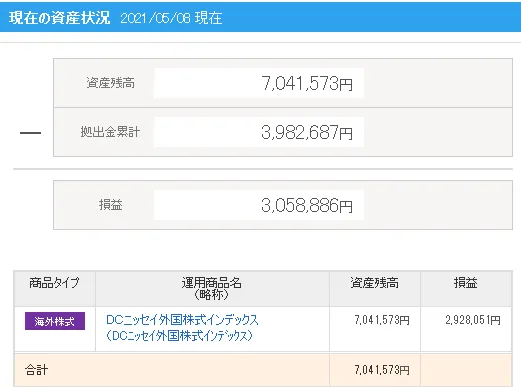 現在の資産状況 2021/05/08 現在
資産残高 7,041,573円
— 拠出金累計 3,982,687円
損益 3,058,886円
商品タイプ 運用商品名 資産残高 損益
(略称)
海外株式 DCニッセイ外国株式インデックス 7,041,573円 2,928,051円
(DCニッセイ外国株式インデックス)
合計 7,041,573円